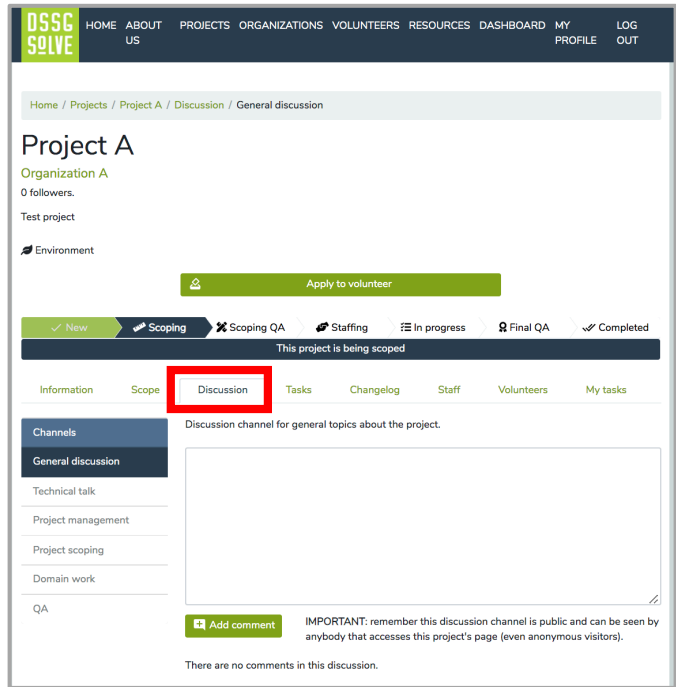 DSSG
SOLVE
HOME ABOUT US PROJECTS ORGANIZATIONS VOLUNTEERS RESOURCES DASHBOARD MY PROFILE LOG OUT
Home / Projects / Project A / Discussion / General discussion
Project A
Organization A
0 followers.
Test project
Environment
Apply to volunteer
New Scoping Scoping QA Staffing In progress Final QA Completed
This project is being scoped
Information Scope Discussion Tasks Changelog Staff Volunteers My tasks
Channels
General discussion
Technical talk
Project management
Project scoping
Domain work
QA
Discussion channel for general topics about the project.
Add comment
IMPORTANT: remember this discussion channel is public and can be seen by
anybody that accesses this project's page (even anonymous visitors).
There are no comments in this discussion.